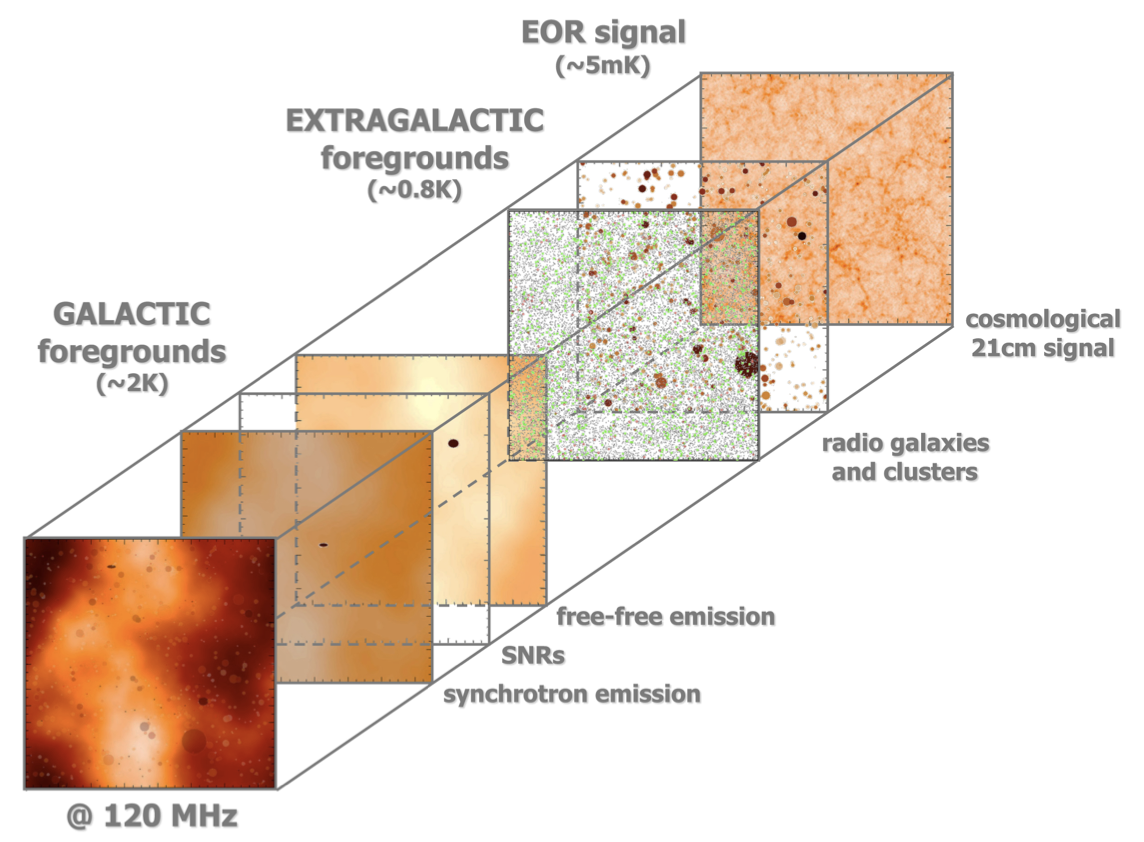 EOR signal
(~5mK)
EXTRAGALACTIC
foregrounds
(~0.8K)
GALACTIC
foregrounds
(~2K)
cosmological
21cm signal
radio galaxies
and clusters
free-free emission
SNRs
synchrotron emission
@ 120 MHz